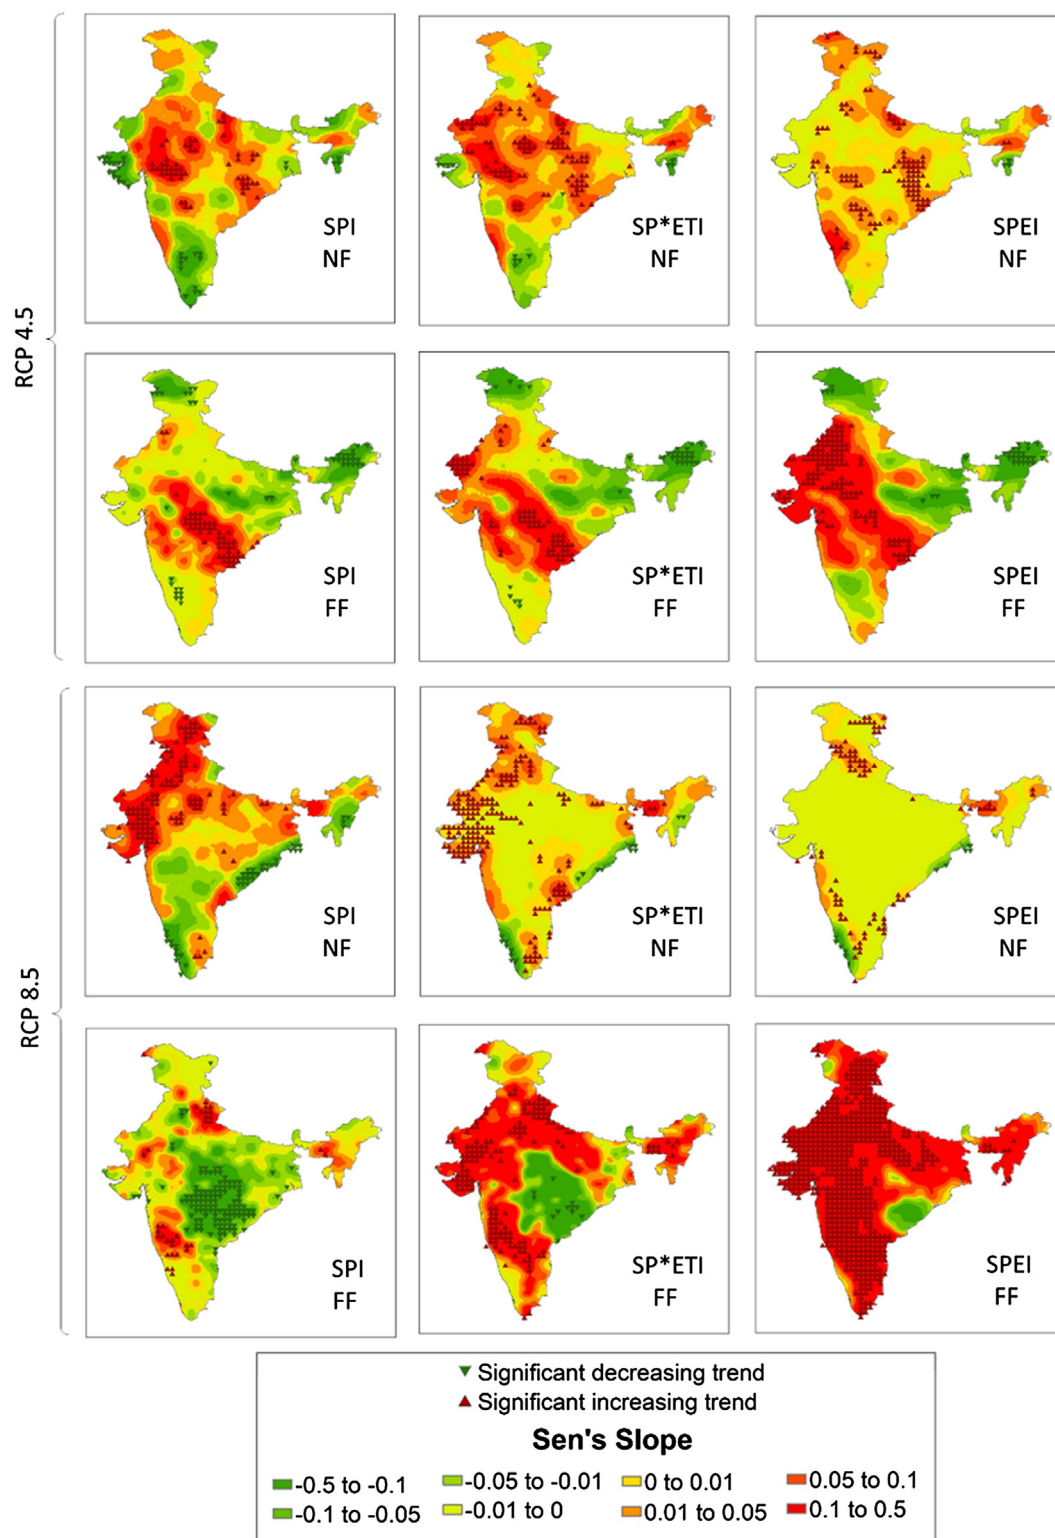 RCP 4.5
SPI
NF
SP*ETI
NF
SPEI
NF
SPI
FF
SP*ETI
FF
SPEI
FF
RCP 8.5
SPI
NF
SP*ETI
NF
SPEI
NF
SPI
FF
SP*ETI
FF
SPEI
FF
Significant decreasing trend
Significant increasing trend
Sen's Slope
-0.5 to -0.1
-0.05 to -0.01
0 to 0.01
0.05 to 0.1
-0.1 to -0.05
-0.01 to 0
0.01 to 0.05
0.1 to 0.5